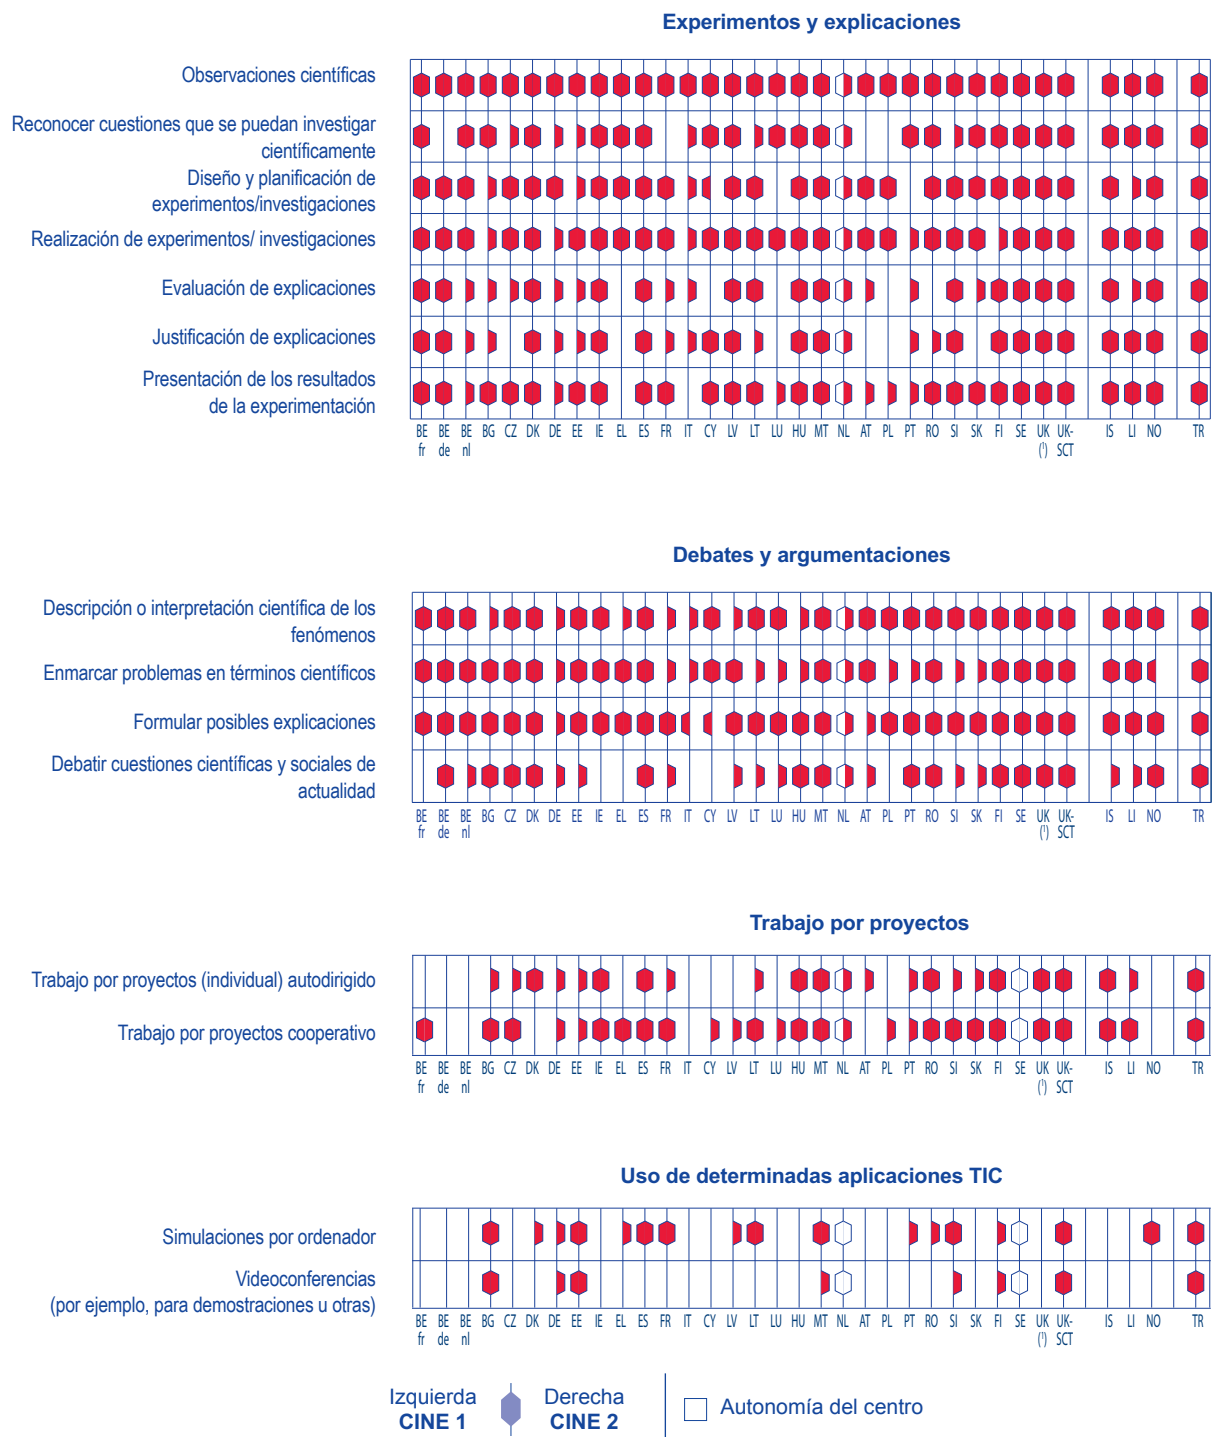 Experimentos y explicaciones
Observaciones científicas
Reconocer cuestiones que se puedan investigar
científicamente
Diseño y planificación de
experimentos/investigaciones
Realización de experimentos/ investigaciones
Evaluación de explicaciones
Justificación de explicaciones
Presentación de los resultados
de la experimentación
BE BE BE BG CZ DK DE EE IE EL ES FR IT CY LV LT LU HU MT NL AT PL PT RO SI SK FI SE UK UK- IS LI NO TR
fr de nl (1) SCT
Debates y argumentaciones
Descripción o interpretación científica de los
fenómenos
Enmarcar problemas en términos científicos
Formular posibles explicaciones
Debatir cuestiones científicas y sociales de
actualidad
BE BE BE BG CZ DK DE EE IE EL ES FR IT CY LV LT LU HU MT NL AT PL PT RO SI SK FI SE UK UK- IS LI NO TR
fr de nl (1) SCT
Trabajo por proyectos
Trabajo por proyectos (individual) autodirigido
Trabajo por proyectos cooperativo
BE BE BE BG CZ DK DE EE IE EL ES FR IT CY LV LT LU HU MT NL AT PL PT RO SI SK FI SE UK UK- IS LI NO TR
fr de nl (1) SCT
Uso de determinadas aplicaciones TIC
Simulaciones por ordenador
Videoconferencias
(por ejemplo, para demostraciones u otras)
BE BE BE BG CZ DK DE EE IE EL ES FR IT CY LV LT LU HU MT NL AT PL PT RO SI SK FI SE UK UK- IS LI NO TR
fr de nl (1) SCT
Izquierda Derecha
CINE 1 CINE 2
Autonomía del centro